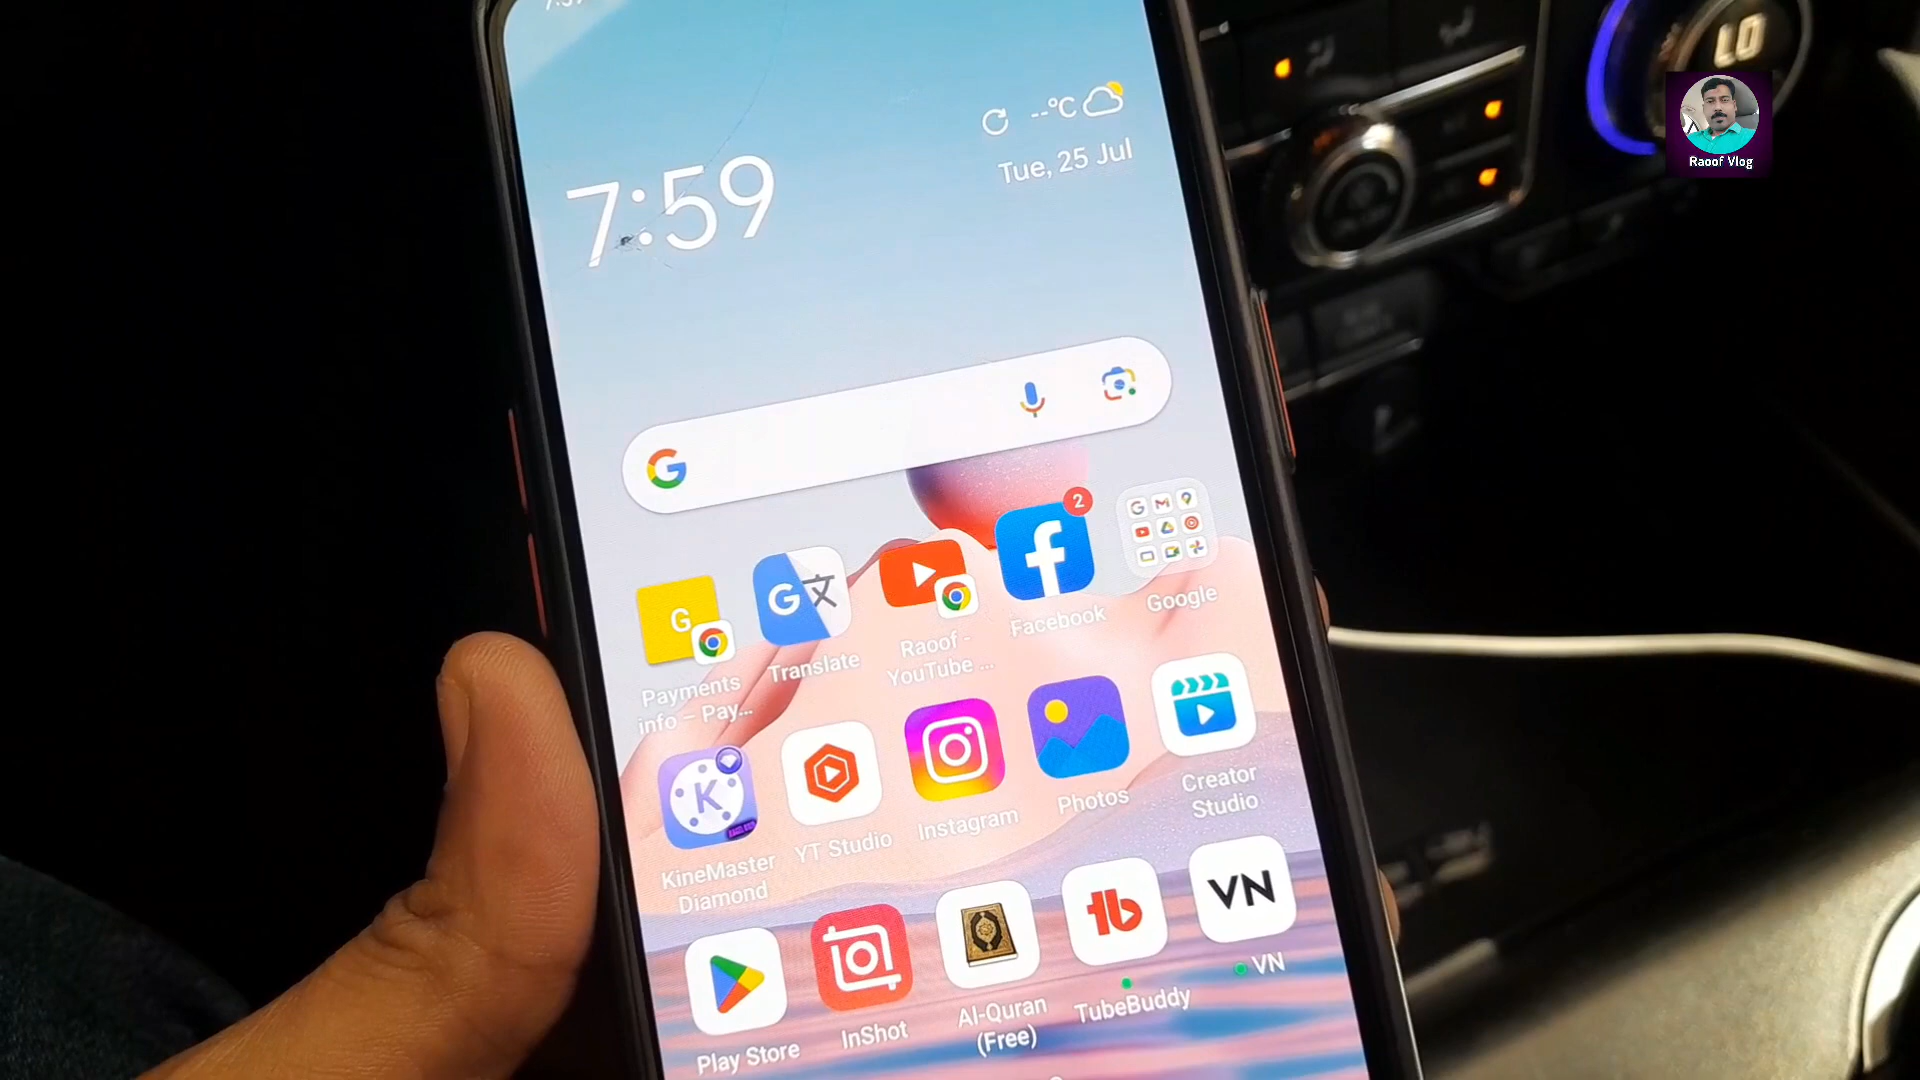 LO
Raoof Vlog
--°C
Tue, 25 Jul
7:59
G
2
G
Payments
info – Pay...
Translate
Raoof -
YouTube ...
Facebook
Google
K
KineMaster
Diamond
YT Studio
Instagram
Photos
Creator
Studio
VN
Play Store
InShot
Al-Quran
(Free)
TubeBuddy
VN